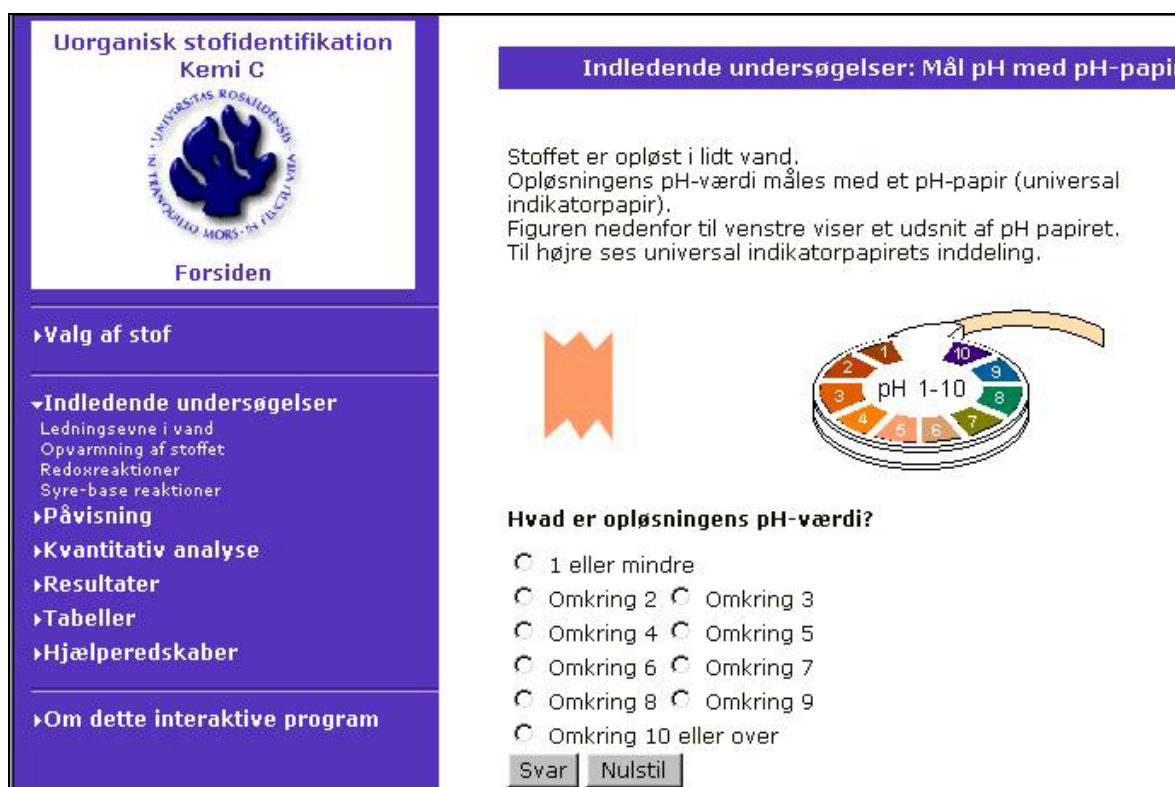 Uorganisk stofidentifikation
Kemi C
Forsiden
▸Valg af stof
▾Indledende undersøgelser
Ledningsevne i vand
Opvarmning af stoffet
Redoxreaktioner
Syre-base reaktioner
▸Påvisning
▸Kvantitativ analyse
▸Resultater
▸Tabeller
▸Hjælperedskaber
▸Om dette interaktive program
Indledende undersøgelser: Mål pH med pH-papir
Stoffet er opløst i lidt vand.
Opløsningens pH-værdi måles med et pH-papir (universal
indikatorpapir).
Figuren nedenfor til venstre viser et udsnit af pH papiret.
Til højre ses universal indikatorpapirets inddeling.
1 2 3 4 5 6 7 8 9 10
pH 1-10
Hvad er opløsningens pH-værdi?
1 eller mindre
Omkring 2 Omkring 3
Omkring 4 Omkring 5
Omkring 6 Omkring 7
Omkring 8 Omkring 9
Omkring 10 eller over
Svar Nulstil